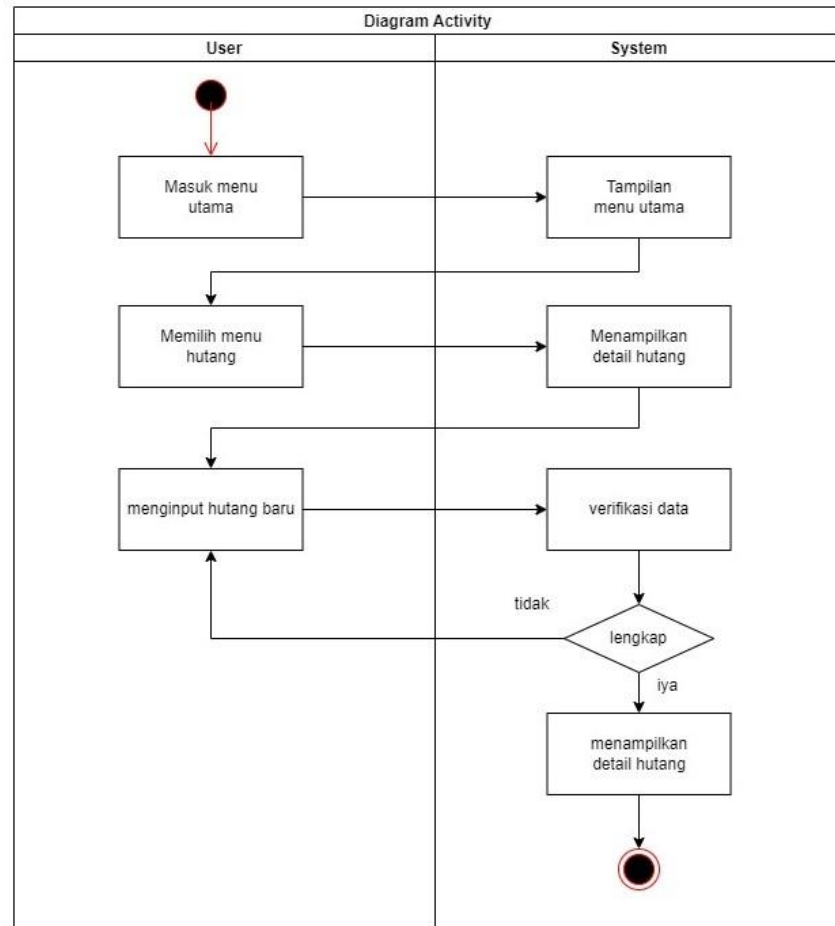 Diagram Activity
User
System
Masuk menu
utama
Tampilan
menu utama
Memilih menu
hutang
Menampilkan
detail hutang
menginput hutang baru
verifikasi data
tidak
lengkap
iya
menampilkan
detail hutang